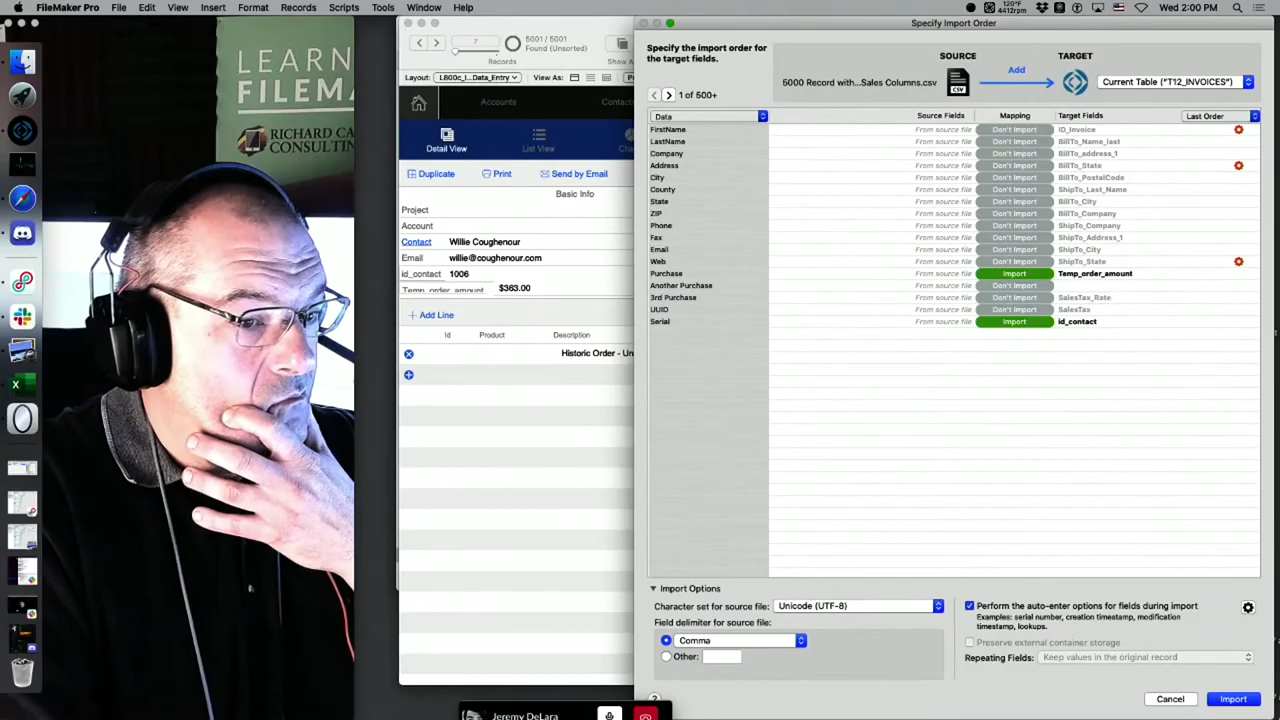 FileMaker Pro File Edit View Insert Format Records Scripts Tools Window Help 120°F 4412rpm Wed 2:00 PM
LEARN
FILEMA
RICHARD CA
CONSULTIN
7 5001 / 5001
Found (Unsorted)
Records Show A
Layout: LB00c_I...Data_Entry View As:
Accounts Contac
Detail View List View
Duplicate Print Send by Email
Basic Info
Project
Account
Contact Willie Coughenour
Email willie@coughenour.com
id_contact 1006
Temp_order_amount $363.00
Add Line
Id Product Description
Historic Order - Un
Specify Import Order
Specify the import order for
the target fields.
SOURCE TARGET
5000 Record with...Sales Columns.csv CSV Add Current Table ("T12_INVOICES")
1 of 500+
Data Source Fields Mapping Target Fields Last Order
FirstName From source file Don't Import ID_Invoice
LastName From source file Don't Import BillTo_Name_last
Company From source file Don't Import BillTo_address_1
Address From source file Don't Import BillTo_State
City From source file Don't Import BillTo_PostalCode
County From source file Don't Import ShipTo_Last_Name
State From source file Don't Import BillTo_City
ZIP From source file Don't Import BillTo_Company
Phone From source file Don't Import ShipTo_Company
Fax From source file Don't Import ShipTo_Address_1
Email From source file Don't Import ShipTo_City
Web From source file Don't Import ShipTo_State
Purchase From source file Import Temp_order_amount
Another Purchase From source file Don't Import
3rd Purchase From source file Don't Import SalesTax_Rate
UUID From source file Don't Import SalesTax
Serial From source file Import id_contact
Import Options
Character set for source file: Unicode (UTF-8)
Field delimiter for source file:
Comma
Other:
Perform the auto-enter options for fields during import
Examples: serial number, creation timestamp, modification
timestamp, lookups.
Preserve external container storage
Repeating Fields: Keep values in the original record
? Cancel Import
Jeremy DeLara